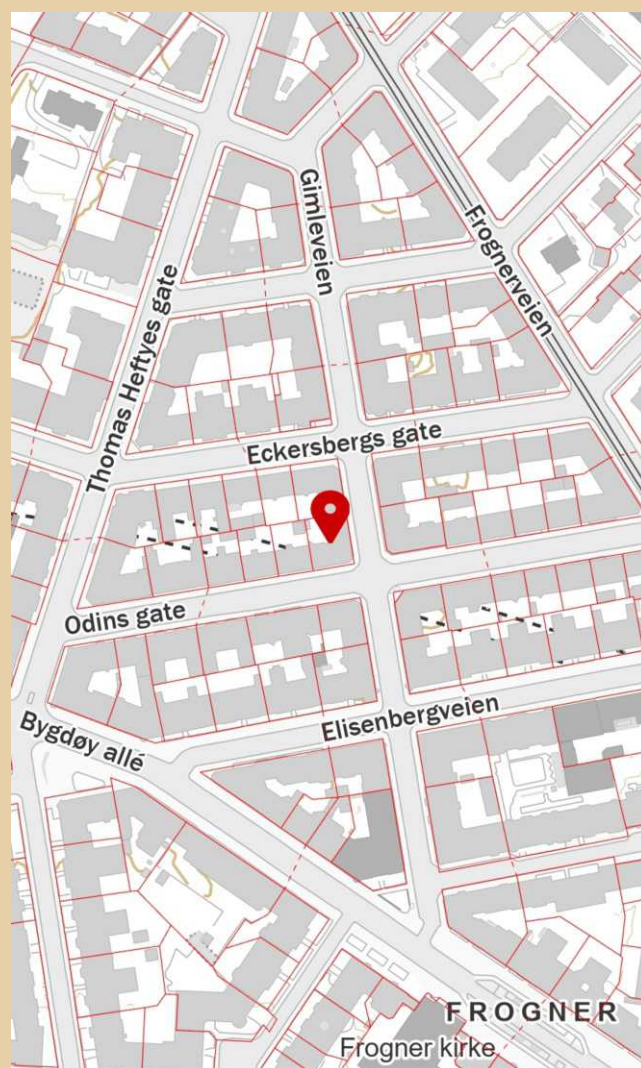 Gimleveien
Frognerveien
Thomas Heftyes gate
Eckersbergs gate
Odins gate
Elisenbergveien
Bygdøy allé
FROGNER
Frogner kirke